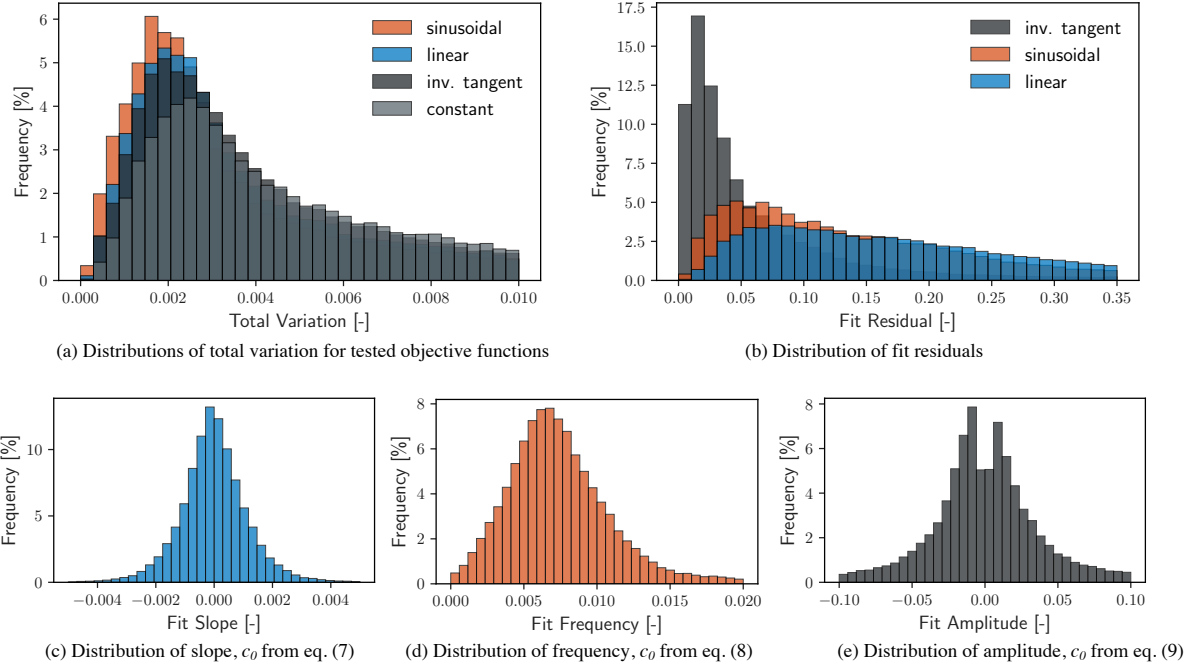 sinusoidal
linear
inv. tangent
constant
Frequency [%]
6
5
4
3
2
1
0
0.000 0.002 0.004 0.006 0.008 0.010
Total Variation [-]
(a) Distributions of total variation for tested objective functions
inv. tangent
sinusoidal
linear
Frequency [%]
17.5
15.0
12.5
10.0
7.5
5.0
2.5
0.0
0.00 0.05 0.10 0.15 0.20 0.25 0.30 0.35
Fit Residual [-]
(b) Distribution of fit residuals
Frequency [%]
10
5
0
−0.004 −0.002 0.000 0.002 0.004
Fit Slope [-]
(c) Distribution of slope, c0 from eq. (7)
Frequency [%]
8
6
4
2
0
0.000 0.005 0.010 0.015 0.020
Fit Frequency [-]
(d) Distribution of frequency, c0 from eq. (8)
Frequency [%]
8
6
4
2
0
−0.10 −0.05 0.00 0.05 0.10
Fit Amplitude [-]
(e) Distribution of amplitude, c0 from eq. (9)